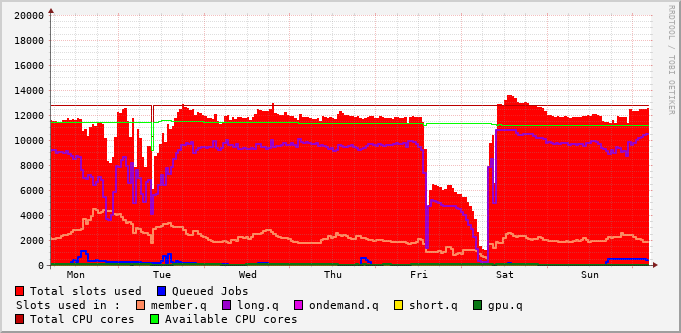 20000
18000
16000
14000
12000
10000
8000
6000
4000
2000
0
Mon Tue Wed Thu Fri Sat Sun
RRDTOOL / TOBI OETIKER
Total slots used Queued Jobs
Slots used in : member.q long.q ondemand.q short.q gpu.q
Total CPU cores Available CPU cores